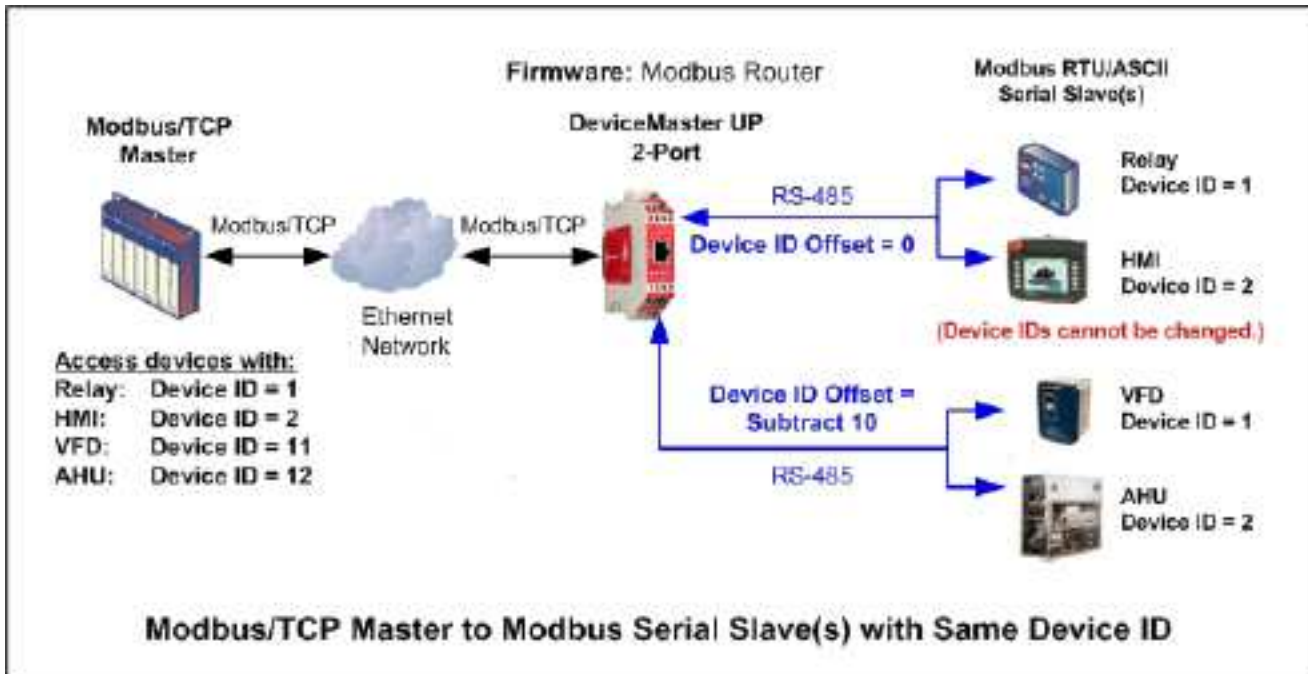 Firmware: Modbus Router
Modbus RTU/ASCII
Serial Slave(s)
Modbus/TCP
Master
DeviceMaster UP
2-Port
Relay
Device ID = 1
RS-485
Modbus/TCP
Modbus/TCP
Device ID Offset = 0
HMI
Device ID = 2
Ethernet
Network
(Device IDs cannot be changed.)
Access devices with:
Relay: Device ID = 1
HMI: Device ID = 2
VFD: Device ID = 11
AHU: Device ID = 12
Device ID Offset =
Subtract 10
VFD
Device ID = 1
RS-485
AHU
Device ID = 2
Modbus/TCP Master to Modbus Serial Slave(s) with Same Device ID